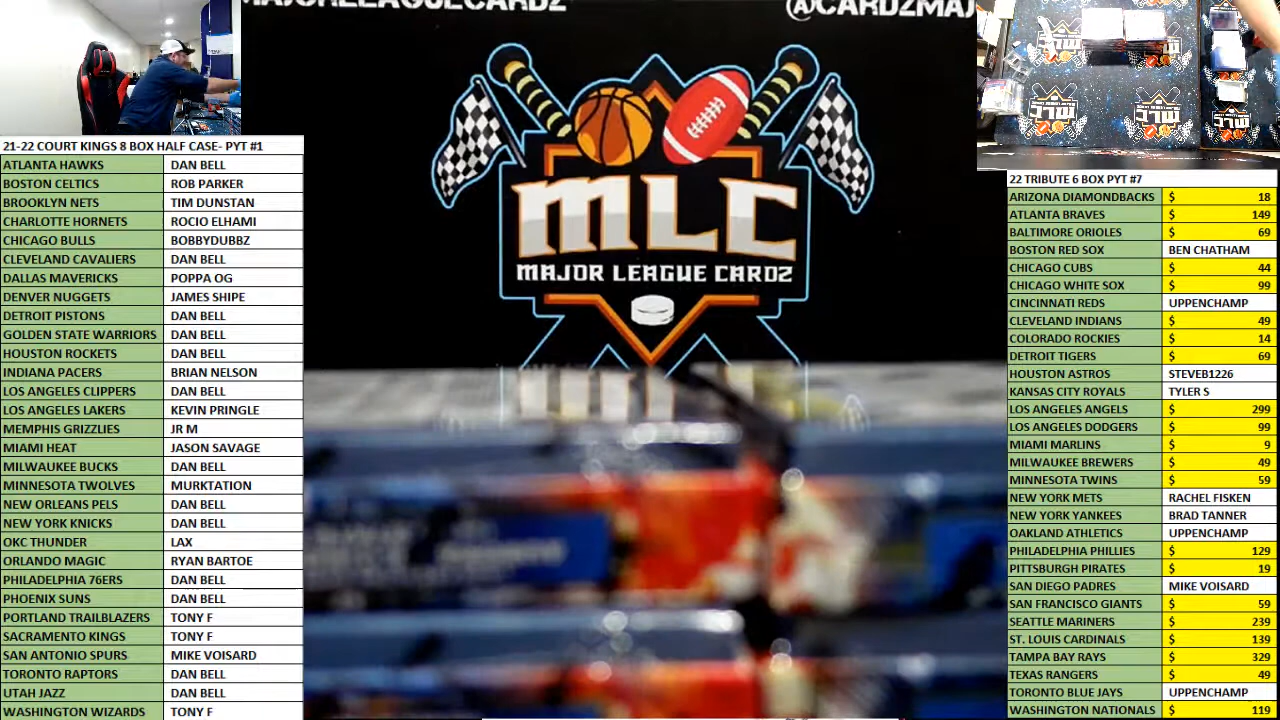 MAJORLEAGUECARDZ
@CARDZMAJ
MLC
MAJOR LEAGUE CARDZ
21-22 COURT KINGS 8 BOX HALF CASE- PYT #1
ATLANTA HAWKS DAN BELL
BOSTON CELTICS ROB PARKER
BROOKLYN NETS TIM DUNSTAN
CHARLOTTE HORNETS ROCIO ELHAMI
CHICAGO BULLS BOBBYDUBBZ
CLEVELAND CAVALIERS DAN BELL
DALLAS MAVERICKS POPPA OG
DENVER NUGGETS JAMES SHIPE
DETROIT PISTONS DAN BELL
GOLDEN STATE WARRIORS DAN BELL
HOUSTON ROCKETS DAN BELL
INDIANA PACERS BRIAN NELSON
LOS ANGELES CLIPPERS DAN BELL
LOS ANGELES LAKERS KEVIN PRINGLE
MEMPHIS GRIZZLIES JR M
MIAMI HEAT JASON SAVAGE
MILWAUKEE BUCKS DAN BELL
MINNESOTA TWOLVES MURKTATION
NEW ORLEANS PELS DAN BELL
NEW YORK KNICKS DAN BELL
OKC THUNDER LAX
ORLANDO MAGIC RYAN BARTOE
PHILADELPHIA 76ERS DAN BELL
PHOENIX SUNS DAN BELL
PORTLAND TRAILBLAZERS TONY F
SACRAMENTO KINGS TONY F
SAN ANTONIO SPURS MIKE VOISARD
TORONTO RAPTORS DAN BELL
UTAH JAZZ DAN BELL
WASHINGTON WIZARDS TONY F
22 TRIBUTE 6 BOX PYT #7
ARIZONA DIAMONDBACKS $ 18
ATLANTA BRAVES $ 149
BALTIMORE ORIOLES $ 69
BOSTON RED SOX BEN CHATHAM
CHICAGO CUBS $ 44
CHICAGO WHITE SOX $ 99
CINCINNATI REDS UPPENCHAMP
CLEVELAND INDIANS $ 49
COLORADO ROCKIES $ 14
DETROIT TIGERS $ 69
HOUSTON ASTROS STEVEB1226
KANSAS CITY ROYALS TYLER S
LOS ANGELES ANGELS $ 299
LOS ANGELES DODGERS $ 99
MIAMI MARLINS $ 9
MILWAUKEE BREWERS $ 49
MINNESOTA TWINS $ 59
NEW YORK METS RACHEL FISKEN
NEW YORK YANKEES BRAD TANNER
OAKLAND ATHLETICS UPPENCHAMP
PHILADELPHIA PHILLIES $ 129
PITTSBURGH PIRATES $ 19
SAN DIEGO PADRES MIKE VOISARD
SAN FRANCISCO GIANTS $ 59
SEATTLE MARINERS $ 239
ST. LOUIS CARDINALS $ 139
TAMPA BAY RAYS $ 329
TEXAS RANGERS $ 49
TORONTO BLUE JAYS UPPENCHAMP
WASHINGTON NATIONALS $ 119